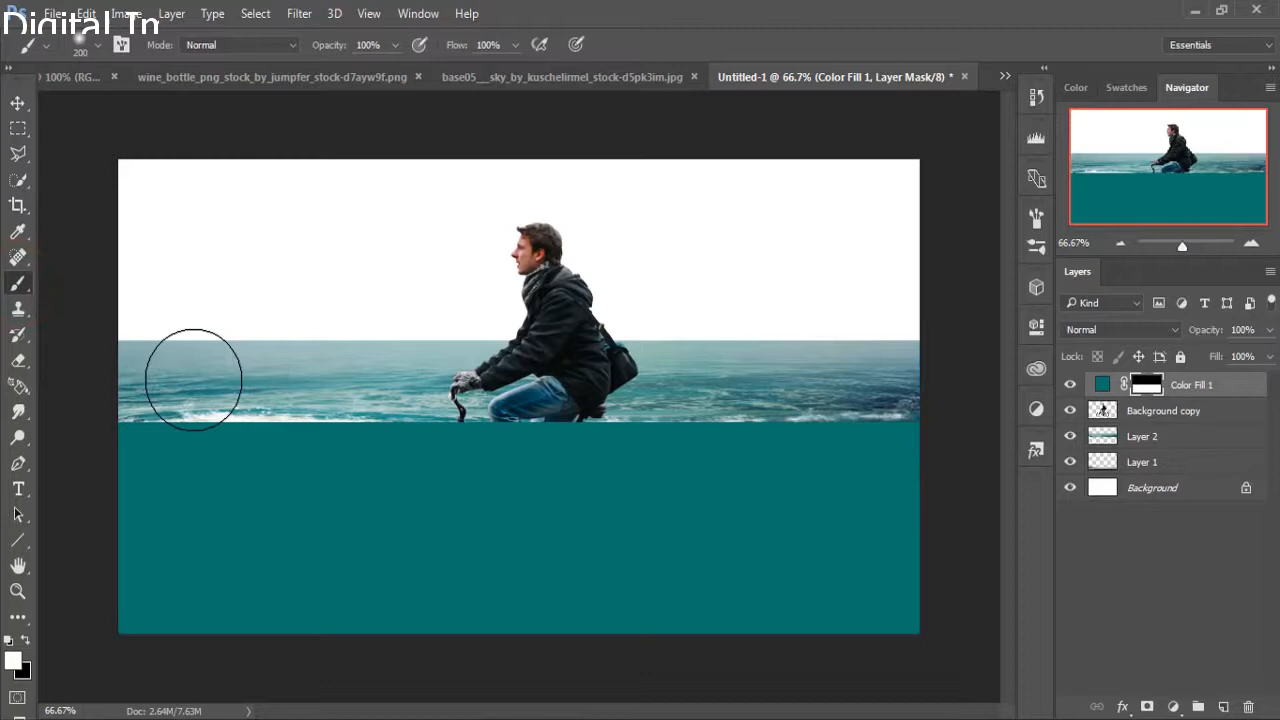 File Edit Image Layer Type Select Filter 3D View Window Help
Digital
200 Mode: Normal Opacity: 100% Flow: 100% Essentials
) 100% (RG... wine_bottle_png_stock_by_jumpfer_stock-d7ayw9f.png base05__sky_by_kuschelirmel_stock-d5pk3im.jpg Untitled-1 @ 66.7% (Color Fill 1, Layer Mask/8) *
Color Swatches Navigator
66.67%
Layers
Kind
Normal Opacity: 100%
Lock: Fill: 100%
Color Fill 1
Background copy
Layer 2
Layer 1
Background
66.67% Doc: 2.64M/7.63M